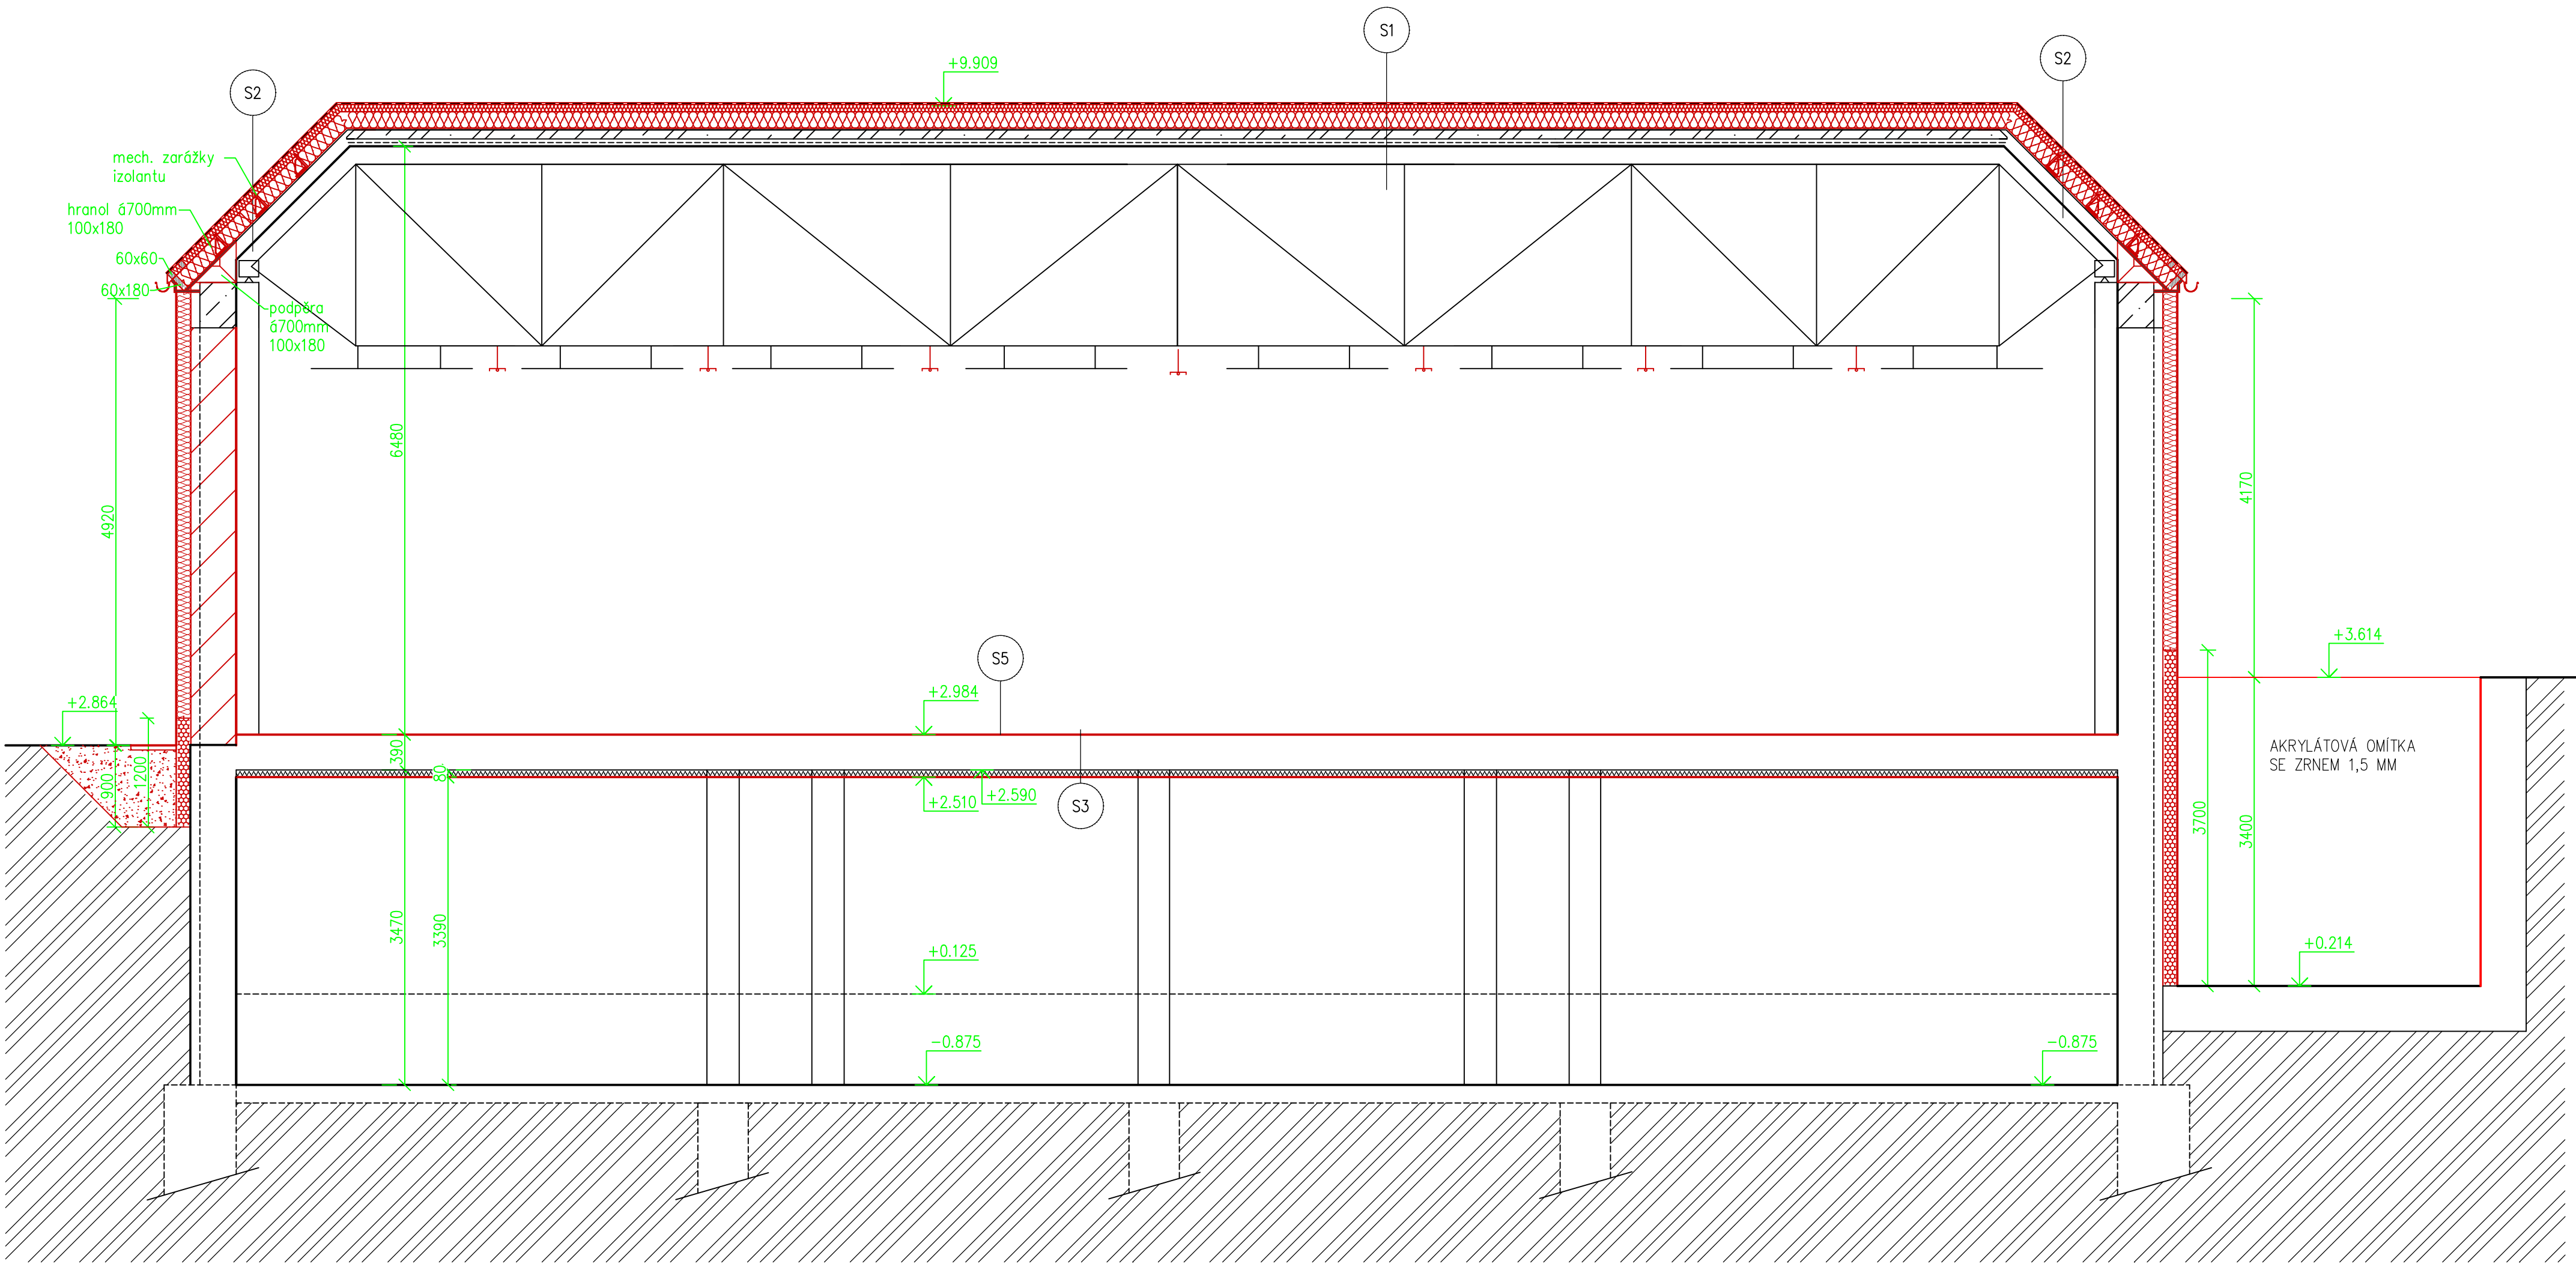 S1
S2
S2
+9.909
mech. zarážky
izolantu
hranol á700mm
100x180
60x60
60x180
podpěra
á700mm
100x180
6480
4920
4170
+3.614
S5
+2.864
+2.984
390
80
900
1200
+2.510
+2.590
S3
AKRYLÁTOVÁ OMÍTKA
SE ZRNEM 1,5 MM
3700
3400
3470
3390
+0.125
+0.214
-0.875
-0.875